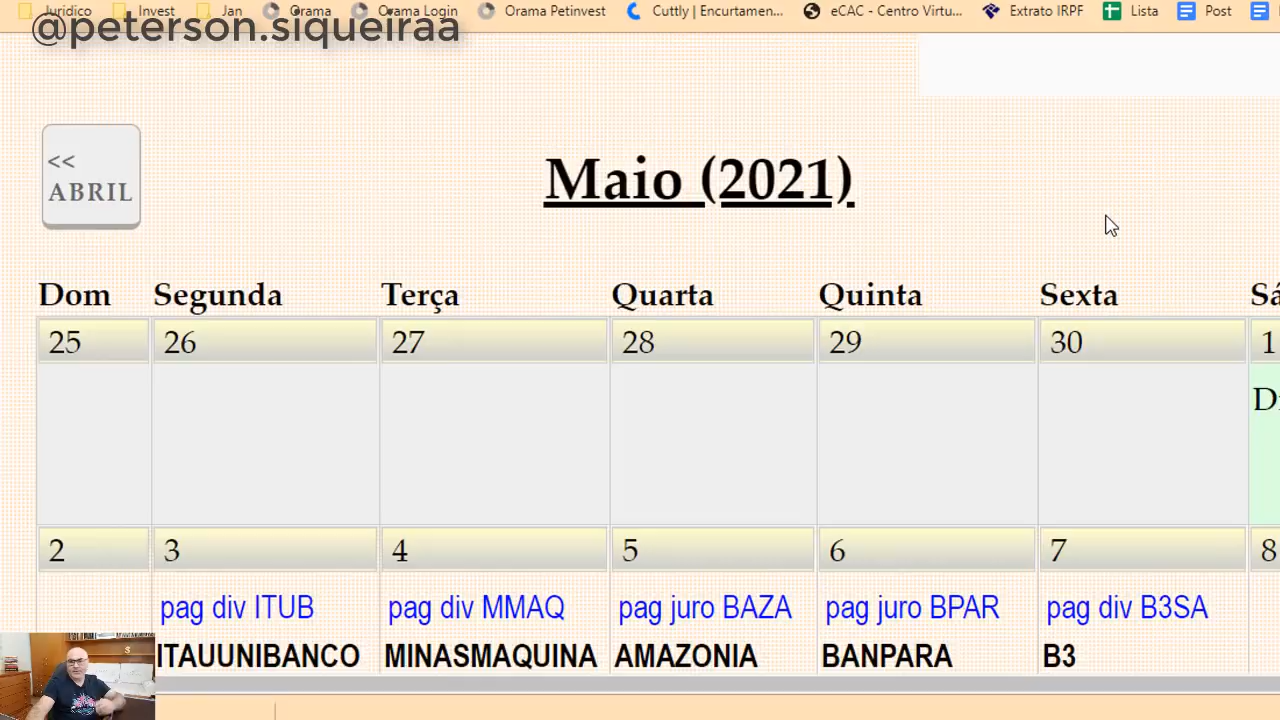 Jurídico Invest Jan Orama Orama Login Orama Petinvest Cuttly | Encurtamen... eCAC - Centro Virtu... Extrato IRPF Lista Post
@peterson.siqueiraa
<< ABRIL
Maio (2021)
Dom Segunda Terça Quarta Quinta Sexta
25 26 27 28 29 30 1
2 3 4 5 6 7 8
pag div ITUB pag div MMAQ pag juro BAZA pag juro BPAR pag div B3SA
ITAUUNIBANCO MINASMAQUINA AMAZONIA BANPARA B3